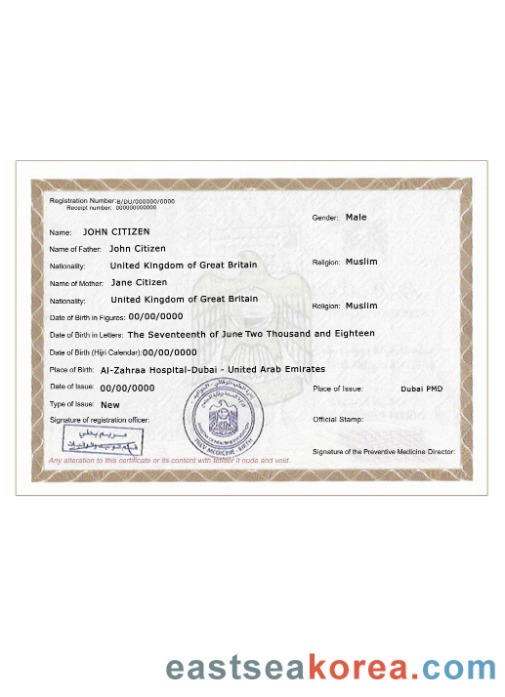 Registration Number:B/DU/000000/0000
Receipt number: 000000000000
Gender: Male
Name: JOHN CITIZEN
Name of Father: John Citizen
Nationality: United Kingdom of Great Britain Religion: Muslim
Name of Mother: Jane Citizen
Nationality: United Kingdom of Great Britain Religion: Muslim
Date of Birth in Figures: 00/00/0000
Date of Birth in Letters: The Seventeenth of June Two Thousand and Eighteen
Date of Birth (Hijri Calendar):00/00/0000
Place of Birth: Al-Zahraa Hospital-Dubai - United Arab Emirates
Date of Issue: 00/00/0000 Place of Issue: Dubai PMD
Type of Issue: New
Signature of registration officer: Official Stamp:
PREV. MEDICINE - BIRTH
Signature of the Preventive Medicine Director:
Any alteration to this certificate or its content with tender it nude and void.
eastseakorea.com